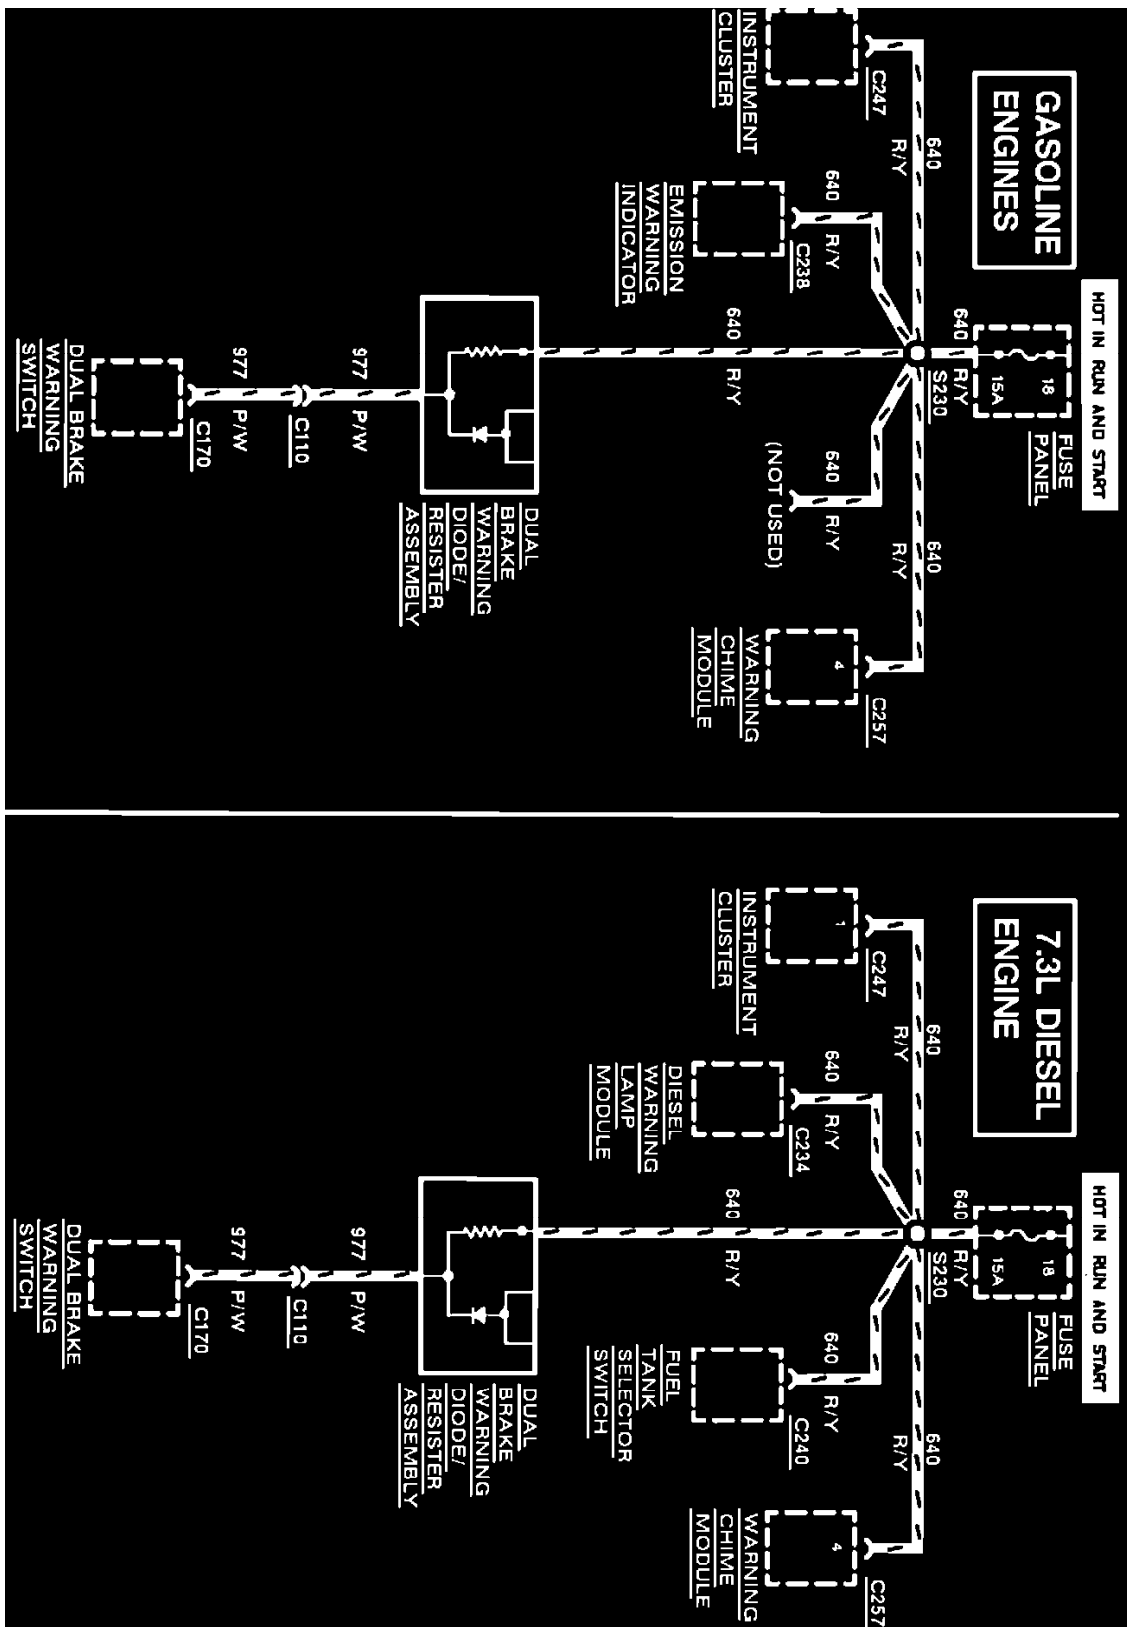 GASOLINE
ENGINES
HOT IN RUN AND START
FUSE
PANEL
18
15A
640
R/Y
S230
640
R/Y
C247
INSTRUMENT
CLUSTER
640
R/Y
C238
EMISSION
WARNING
INDICATOR
640
R/Y
640
R/Y
(NOT USED)
640
R/Y
C257
4
WARNING
CHIME
MODULE
DUAL
BRAKE
WARNING
DIODE/
RESISTER
ASSEMBLY
977
P/W
C110
977
P/W
C170
DUAL BRAKE
WARNING
SWITCH
7.3L DIESEL
ENGINE
HOT IN RUN AND START
FUSE
PANEL
18
15A
640
R/Y
S230
640
R/Y
C247
1
INSTRUMENT
CLUSTER
640
R/Y
C234
DIESEL
WARNING
LAMP
MODULE
640
R/Y
640
R/Y
C240
FUEL
TANK
SELECTOR
SWITCH
640
R/Y
C257
4
WARNING
CHIME
MODULE
DUAL
BRAKE
WARNING
DIODE/
RESISTER
ASSEMBLY
977
P/W
C110
977
P/W
C170
DUAL BRAKE
WARNING
SWITCH